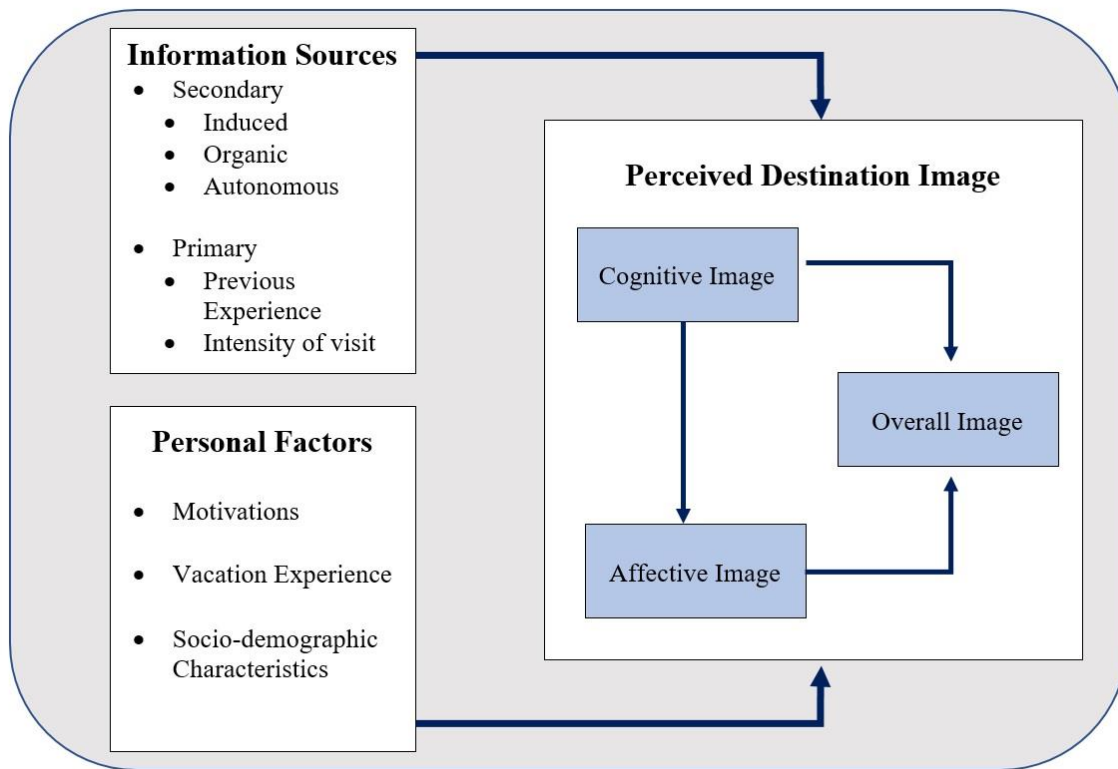 Information Sources
• Secondary
• Induced
• Organic
• Autonomous
• Primary
• Previous
Experience
• Intensity of visit
Personal Factors
• Motivations
• Vacation Experience
• Socio-demographic
Characteristics
Perceived Destination Image
Cognitive Image
Overall Image
Affective Image